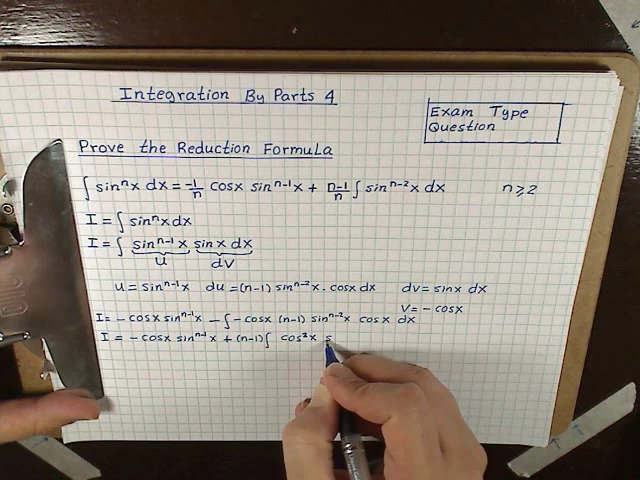 Integration By Parts 4
Exam Type
Question
Prove the Reduction Formula
∫ sinⁿx dx = -1/n cosx sinⁿ⁻¹x + n-1/n ∫ sinⁿ⁻²x dx n ≥ 2
I = ∫ sinⁿx dx
I = ∫ sinⁿ⁻¹x sinx dx
u dv
u = sinⁿ⁻¹x du = (n-1) sinⁿ⁻²x . cosx dx dv = sinx dx
V = - cosx
I = - cosx sinⁿ⁻¹x - ∫ - cosx (n-1) sinⁿ⁻²x cosx dx
I = - cosx sinⁿ⁻¹x + (n-1) ∫ cos²x s